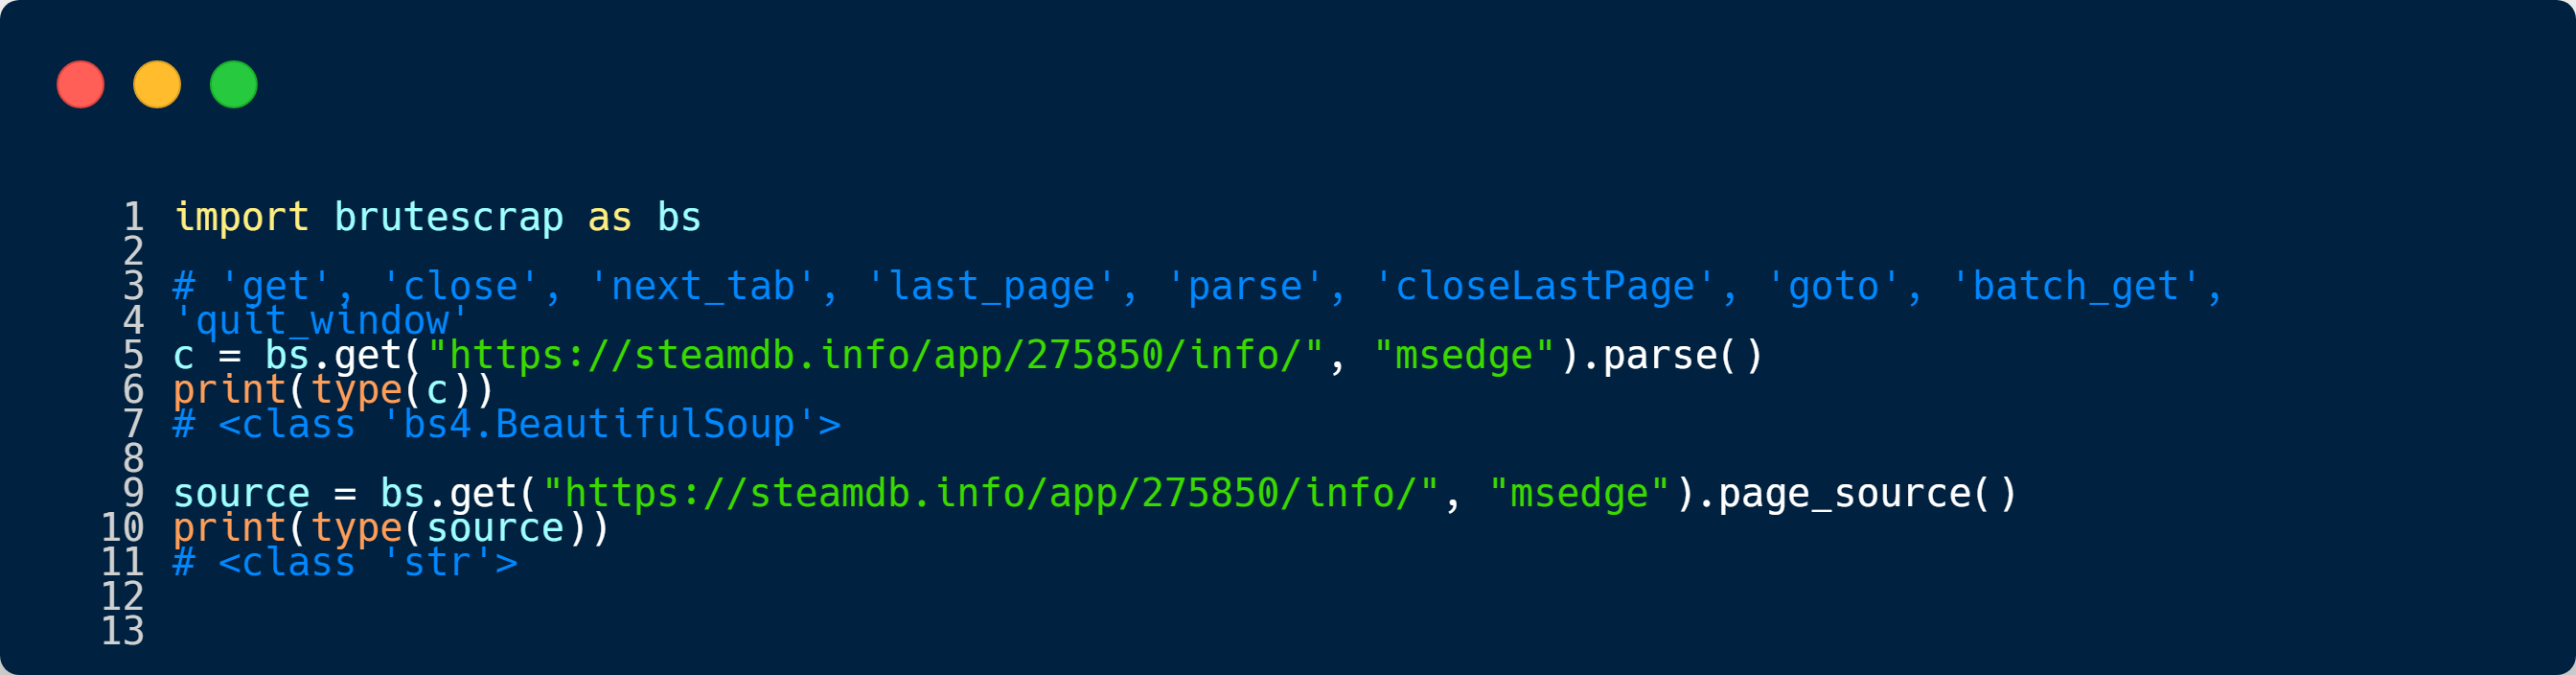 1 import brutescrap as bs
2
3 # 'get', 'close', 'next_tab', 'last_page', 'parse', 'closeLastPage', 'goto', 'batch_get',
4 'quit_window'
5 c = bs.get("https://steamdb.info/app/275850/info/", "msedge").parse()
6 print(type(c))
7 # <class 'bs4.BeautifulSoup'>
8
9 source = bs.get("https://steamdb.info/app/275850/info/", "msedge").page_source()
10 print(type(source))
11 # <class 'str'>
12
13